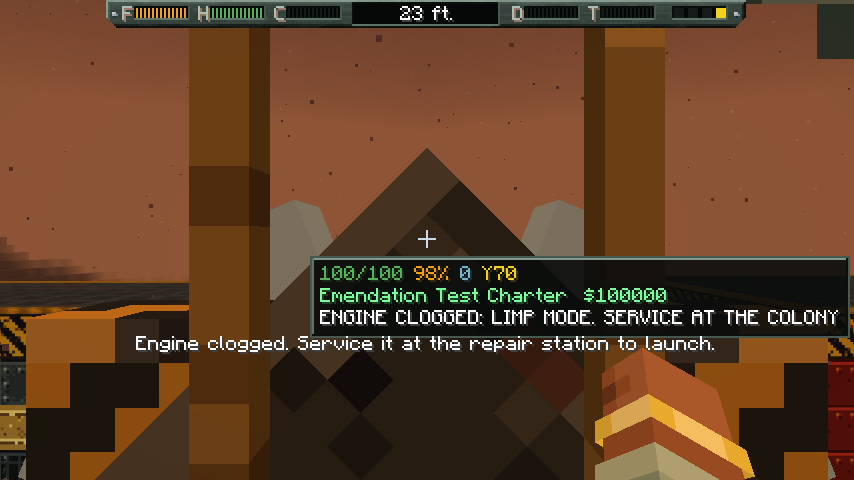 F H C 23 ft. D T
100/100 98% 0 Y70
Emendation Test Charter $100000
ENGINE CLOGGED: LIMP MODE. SERVICE AT THE COLONY
Engine clogged. Service it at the repair station to launch.